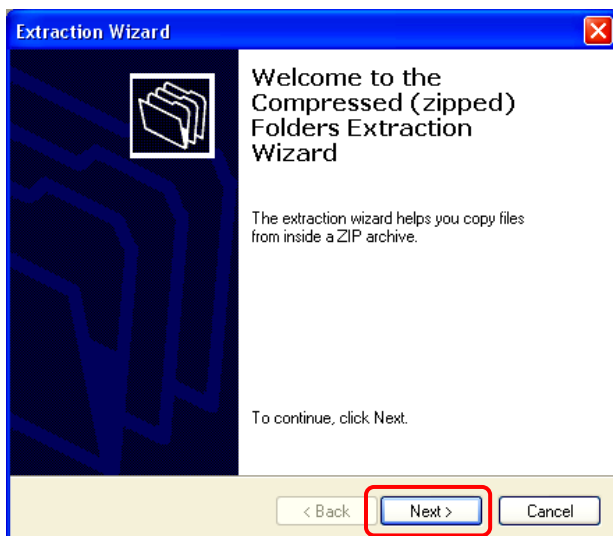 Extraction Wizard
Welcome to the
Compressed (zipped)
Folders Extraction
Wizard
The extraction wizard helps you copy files
from inside a ZIP archive.
To continue, click Next.
< Back Next > Cancel